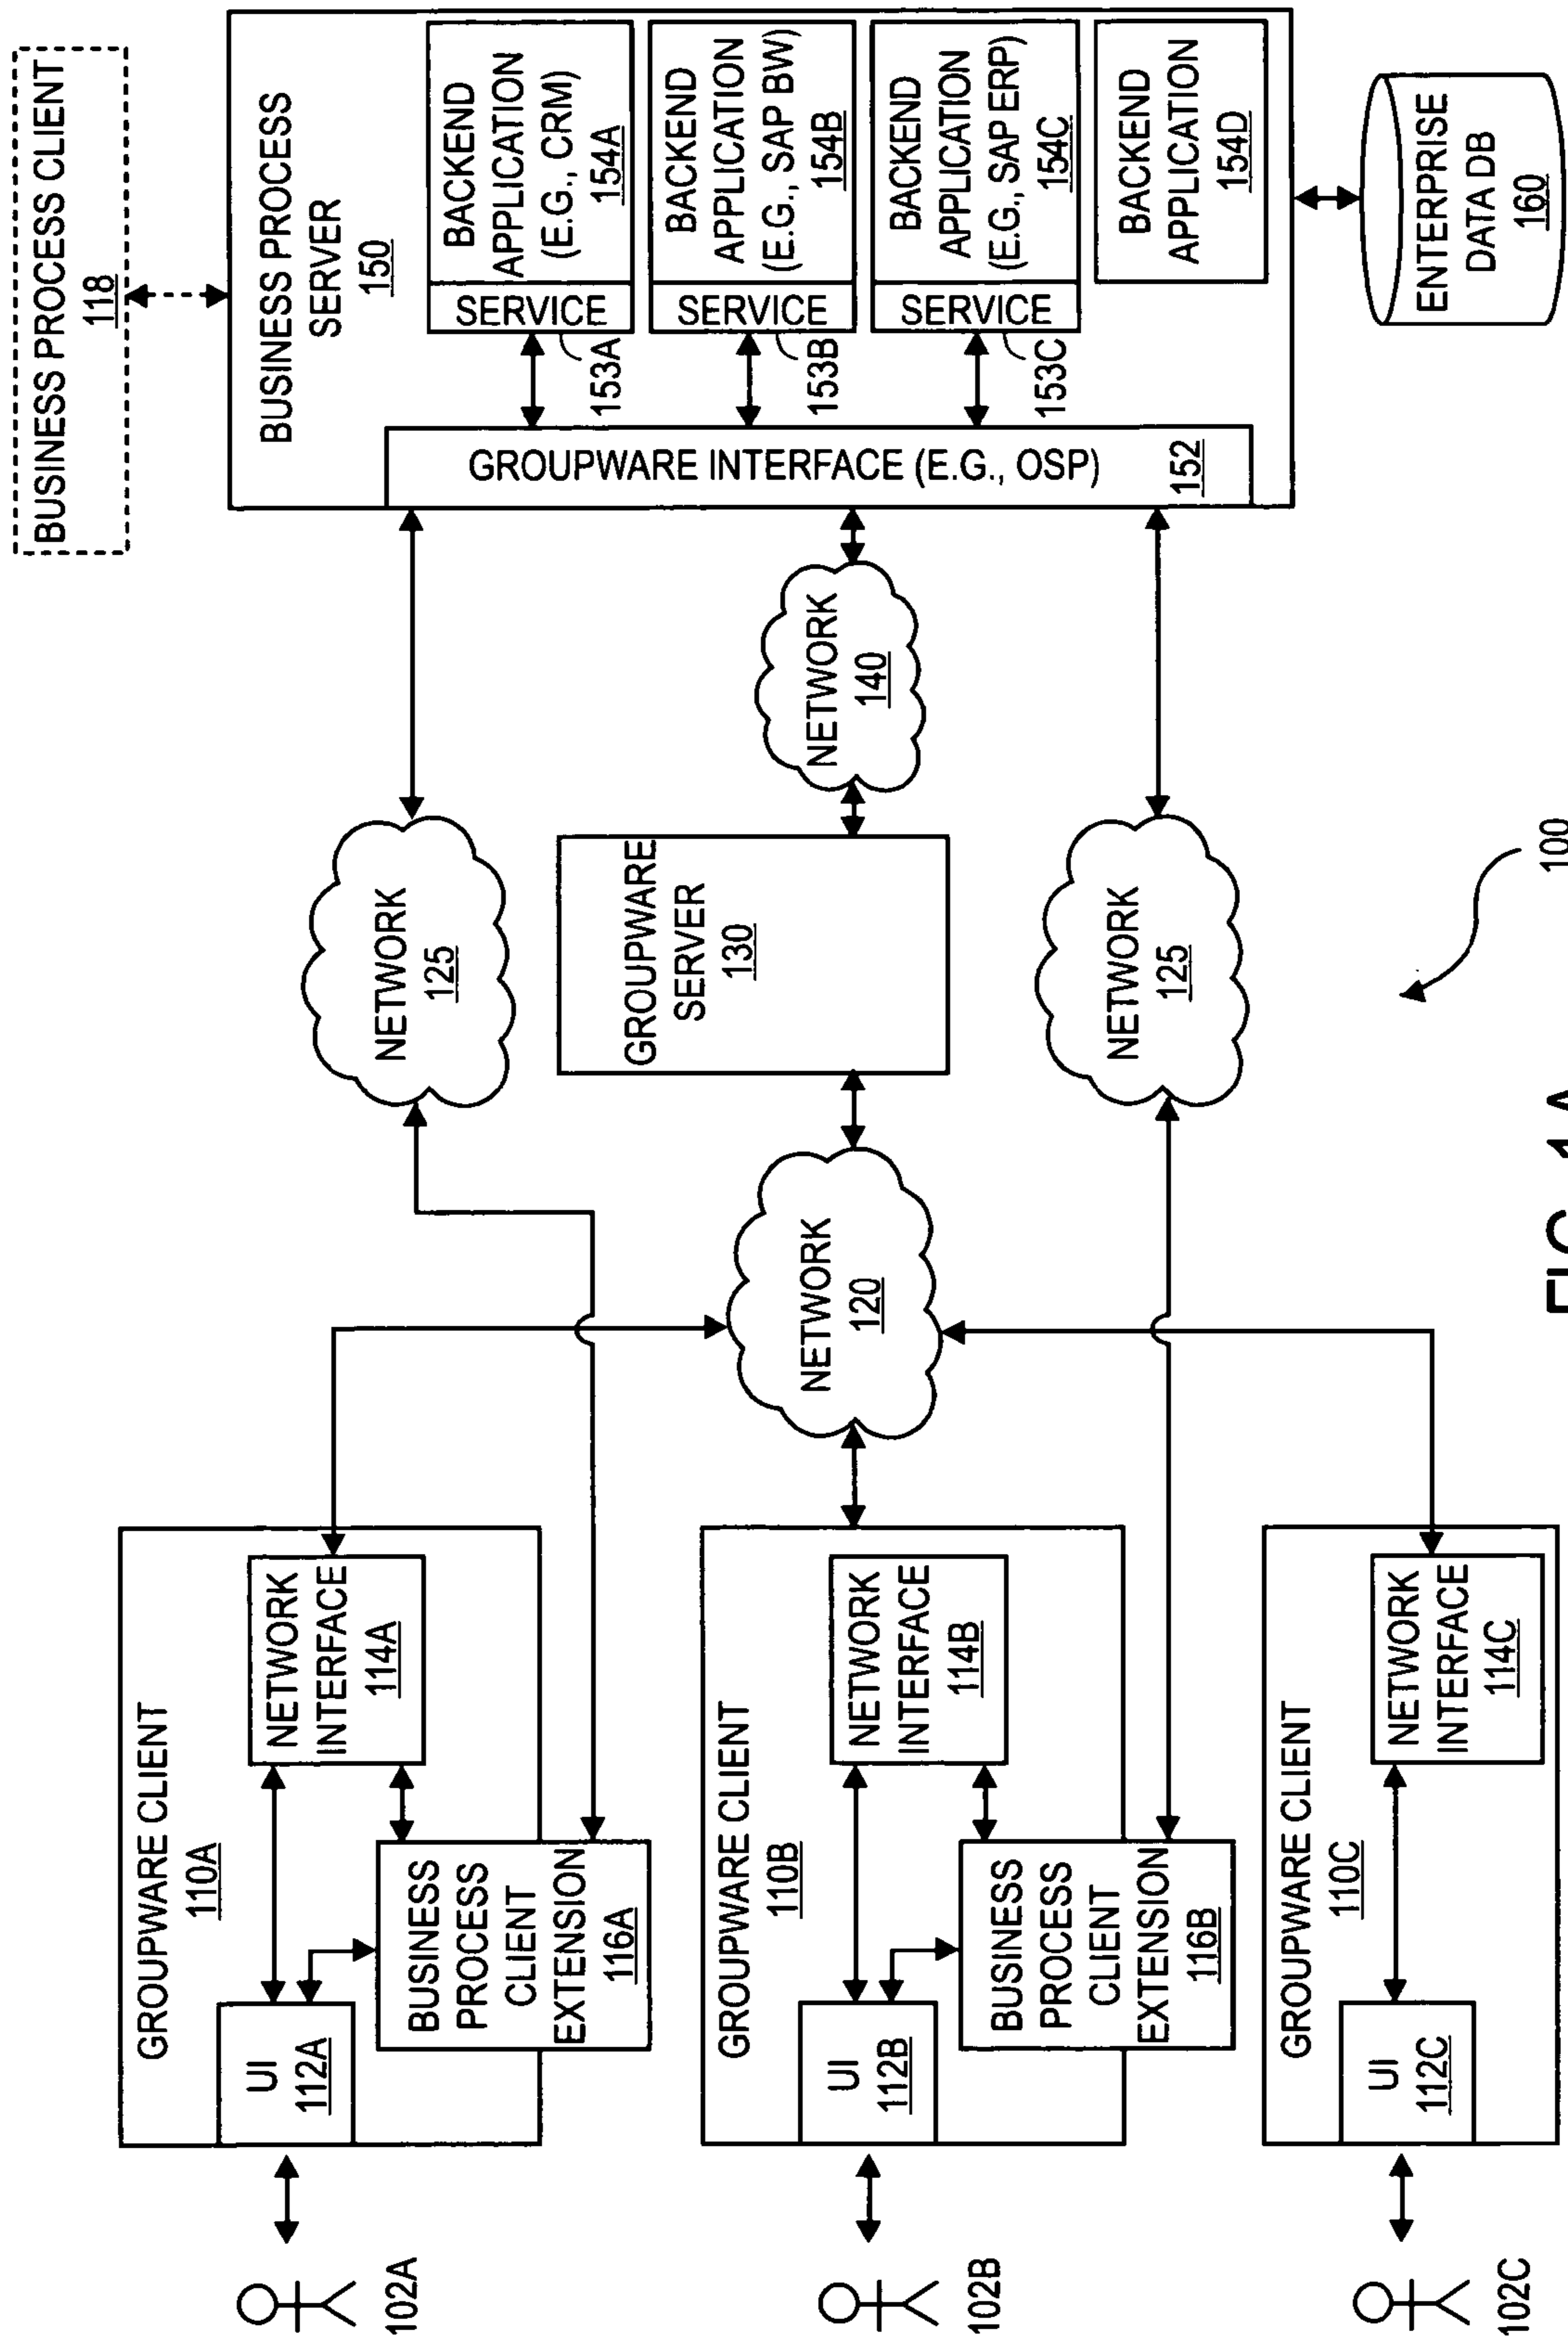 BUSINESS PROCESS CLIENT
118
BUSINESS PROCESS
SERVER
150
BACKEND
APPLICATION
(E.G., CRM)
154A
SERVICE
153A
BACKEND
APPLICATION
(E.G., SAP BW)
154B
SERVICE
153B
BACKEND
APPLICATION
(E.G., SAP ERP)
154C
SERVICE
153C
BACKEND
APPLICATION
154D
GROUPWARE INTERFACE (E.G., OSP)
152
ENTERPRISE
DATA DB
160
NETWORK
125
NETWORK
140
GROUPWARE
SERVER
130
NETWORK
125
NETWORK
120
100
GROUPWARE CLIENT
110A
NETWORK
INTERFACE
114A
UI
112A
BUSINESS
PROCESS
CLIENT
EXTENSION
116A
102A
GROUPWARE CLIENT
110B
NETWORK
INTERFACE
114B
UI
112B
BUSINESS
PROCESS
CLIENT
EXTENSION
116B
102B
GROUPWARE CLIENT
110C
NETWORK
INTERFACE
114C
UI
112C
102C